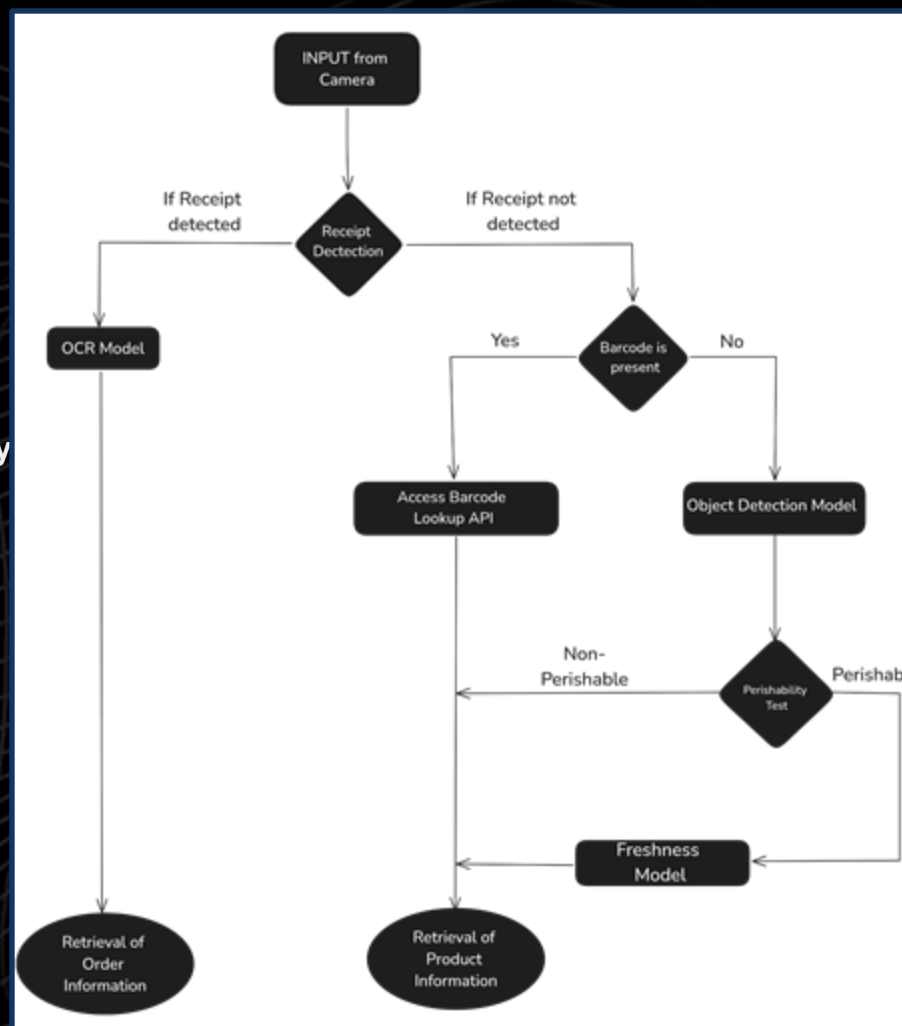 INPUT from
Camera
If Receipt
detected
If Receipt not
detected
Receipt
Dectection
OCR Model
Yes
Barcode is
present
No
y
Access Barcode
Lookup API
Object Detection Model
Non-
Perishable
Perishab
Perishability
Test
Freshness
Model
Retrieval of
Order
Information
Retrieval of
Product
Information